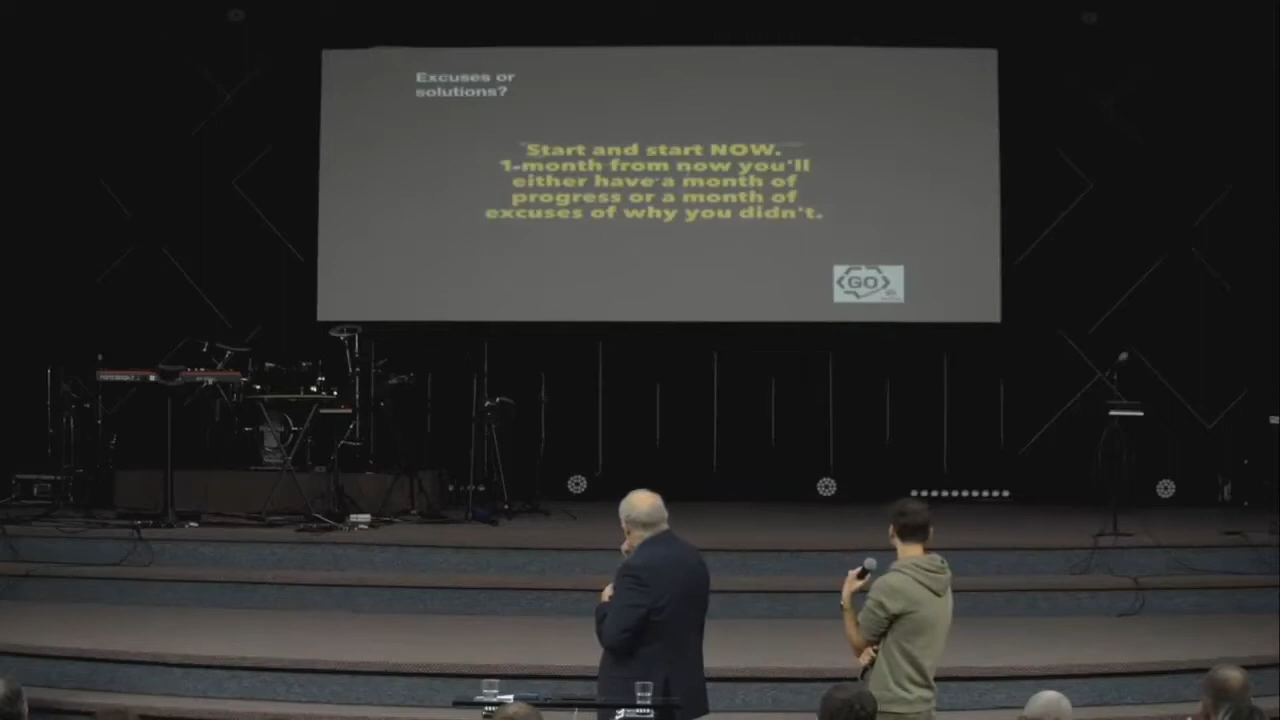 Excuses or
solutions?
Start and start NOW.
1-month from now you'll
either have a month of
progress or a month of
excuses of why you didn't.
GO